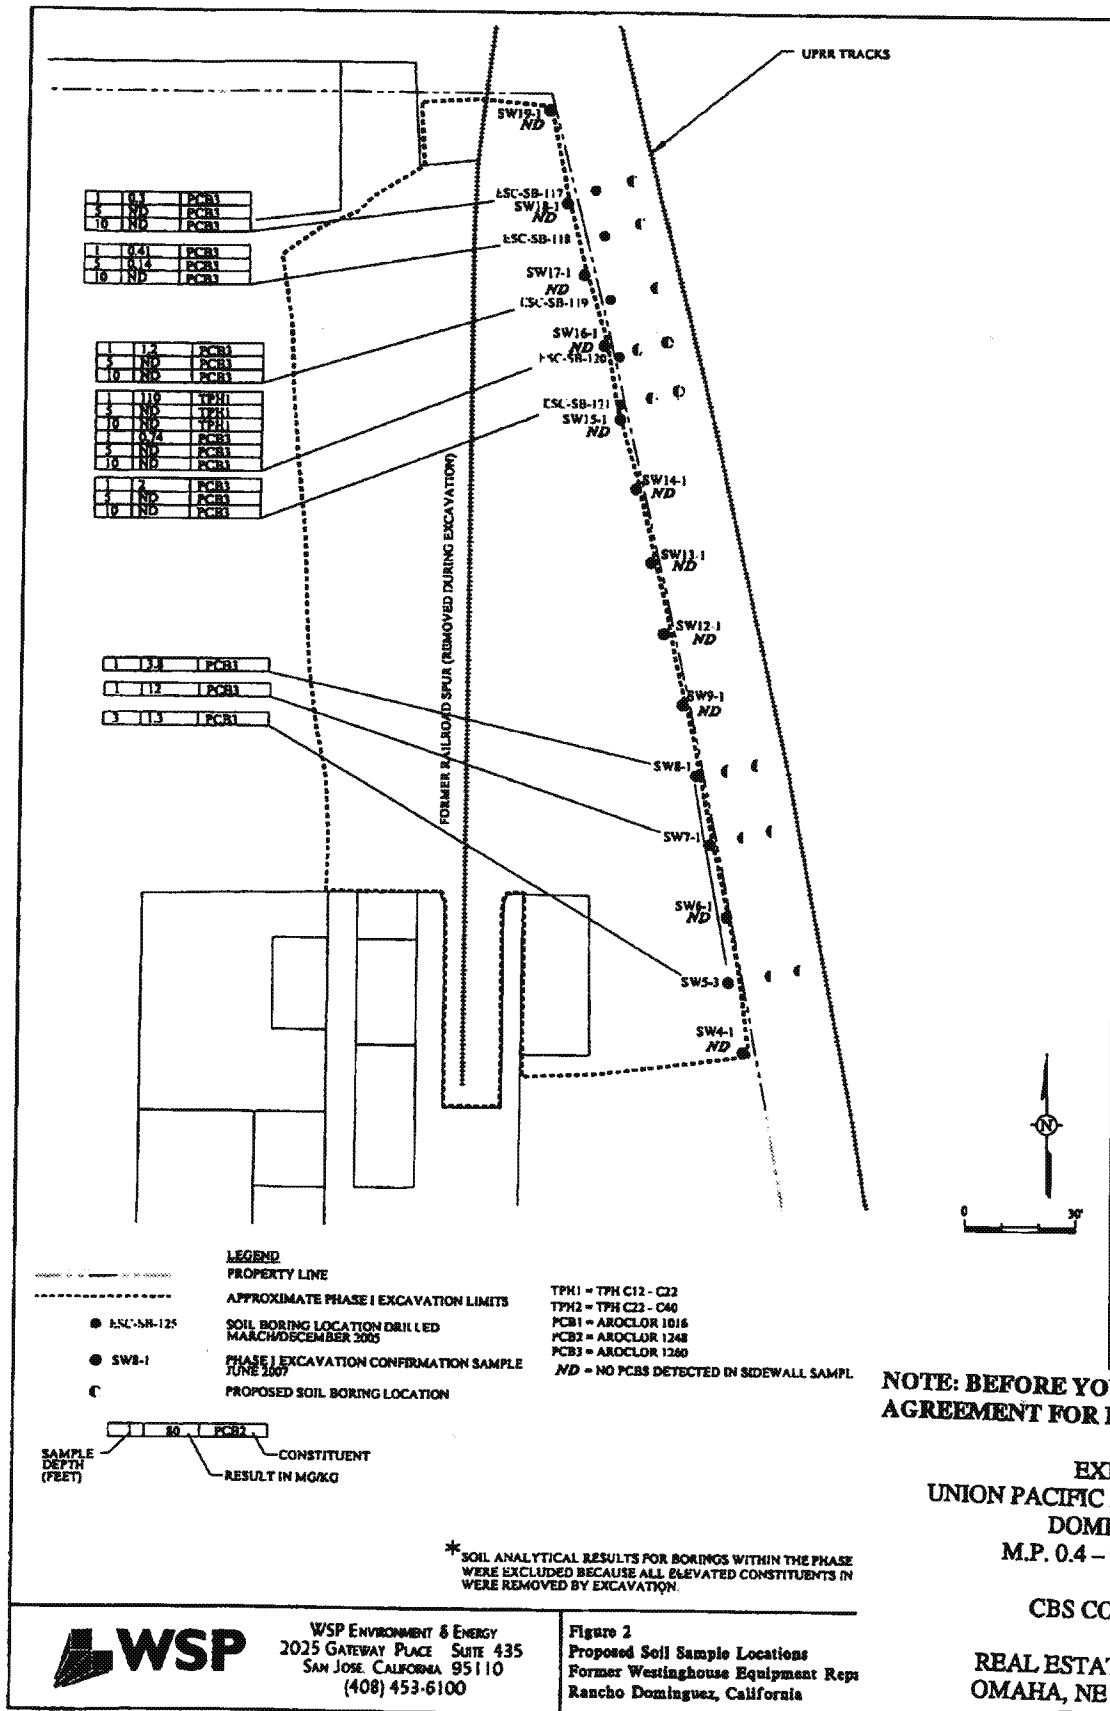 UPRR TRACKS
SW19-1
ND
1 0.3 PCB3
5 ND PCB3
10 ND PCB3
ESC-SB-117
SW18-1
ND
1 0.41 PCB3
5 0.14 PCB3
10 ND PCB3
ESC-SB-118
SW17-1
ND
ESC-SB-119
1 1.2 PCB3
5 ND PCB3
10 ND PCB3
SW16-1
ND
ESC-SB-120
1 110 TPH1
5 ND TPH1
10 ND TPH1
1 0.74 PCB3
5 ND PCB3
10 ND PCB3
ESC-SB-121
SW15-1
ND
1 2 PCB3
5 ND PCB3
10 ND PCB3
SW14-1
ND
FORMER RAILROAD SPUR (REMOVED DURING EXCAVATION)
SW13-1
ND
SW12-1
ND
1 3.8 PCB3
1 12 PCB3
3 1.3 PCB3
SW9-1
ND
SW8-1
SW7-1
SW6-1
ND
SW5-3
SW4-1
ND
N
0 30'
LEGEND
PROPERTY LINE
APPROXIMATE PHASE I EXCAVATION LIMITS
ESC-SB-125 SOIL BORING LOCATION DRILLED
MARCH/DECEMBER 2005
SW8-1 PHASE I EXCAVATION CONFIRMATION SAMPLE
JUNE 2007
PROPOSED SOIL BORING LOCATION
TPH1 = TPH C12 - C22
TPH2 = TPH C22 - C40
PCB1 = AROCLOR 1016
PCB2 = AROCLOR 1248
PCB3 = AROCLOR 1260
ND = NO PCBS DETECTED IN SIDEWALL SAMPL
80 PCB2
SAMPLE
DEPTH
(FEET)
CONSTITUENT
RESULT IN MG/KG
NOTE: BEFORE YO
AGREEMENT FOR
EX
UNION PACIFIC
DOM
M.P. 0.4 –
CBS CO
REAL ESTAT
OMAHA, NE
* SOIL ANALYTICAL RESULTS FOR BORINGS WITHIN THE PHASE
WERE EXCLUDED BECAUSE ALL ELEVATED CONSTITUENTS IN
WERE REMOVED BY EXCAVATION.
WSP
WSP ENVIRONMENT & ENERGY
2025 GATEWAY PLACE SUITE 435
SAN JOSE, CALIFORNIA 95110
(408) 453-6100
Figure 2
Proposed Soil Sample Locations
Former Westinghouse Equipment Repa
Rancho Dominguez, California